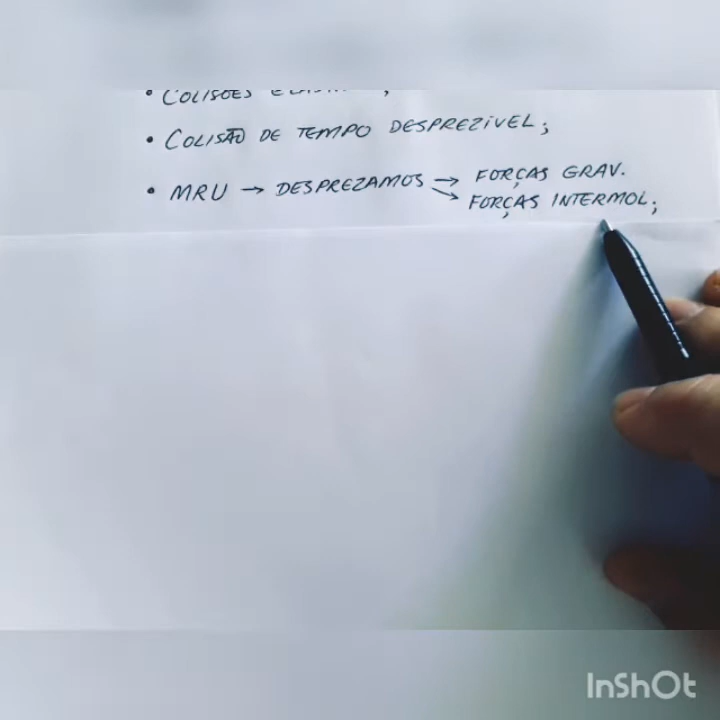 • COLISÕES
• COLISÃO DE TEMPO DESPREZÍVEL;
• MRU → DESPREZAMOS → FORÇAS GRAV.
→ FORÇAS INTERMOL;
InShOt